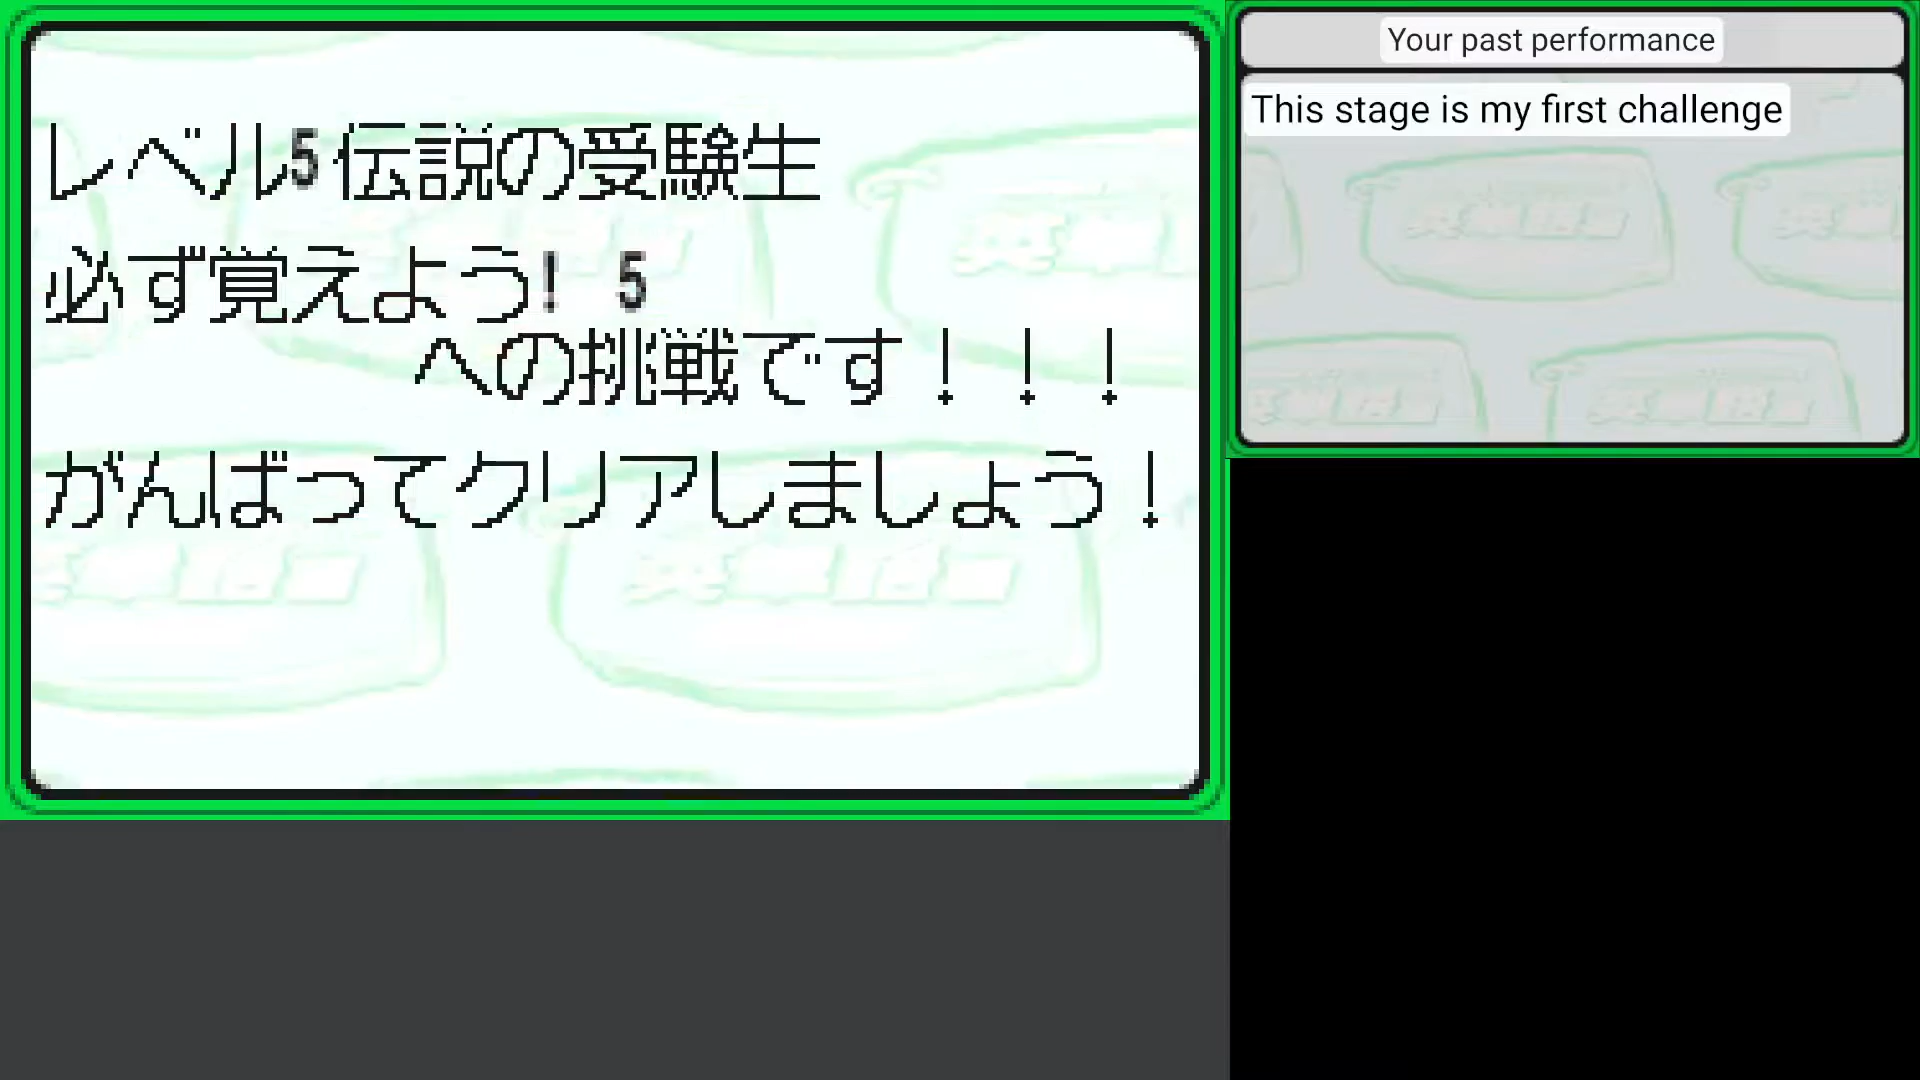 レベル5伝説の受験生
必ず覚えよう! 5
への挑戦です！！！
がんばってクリアしましょう！
Your past performance
This stage is my first challenge